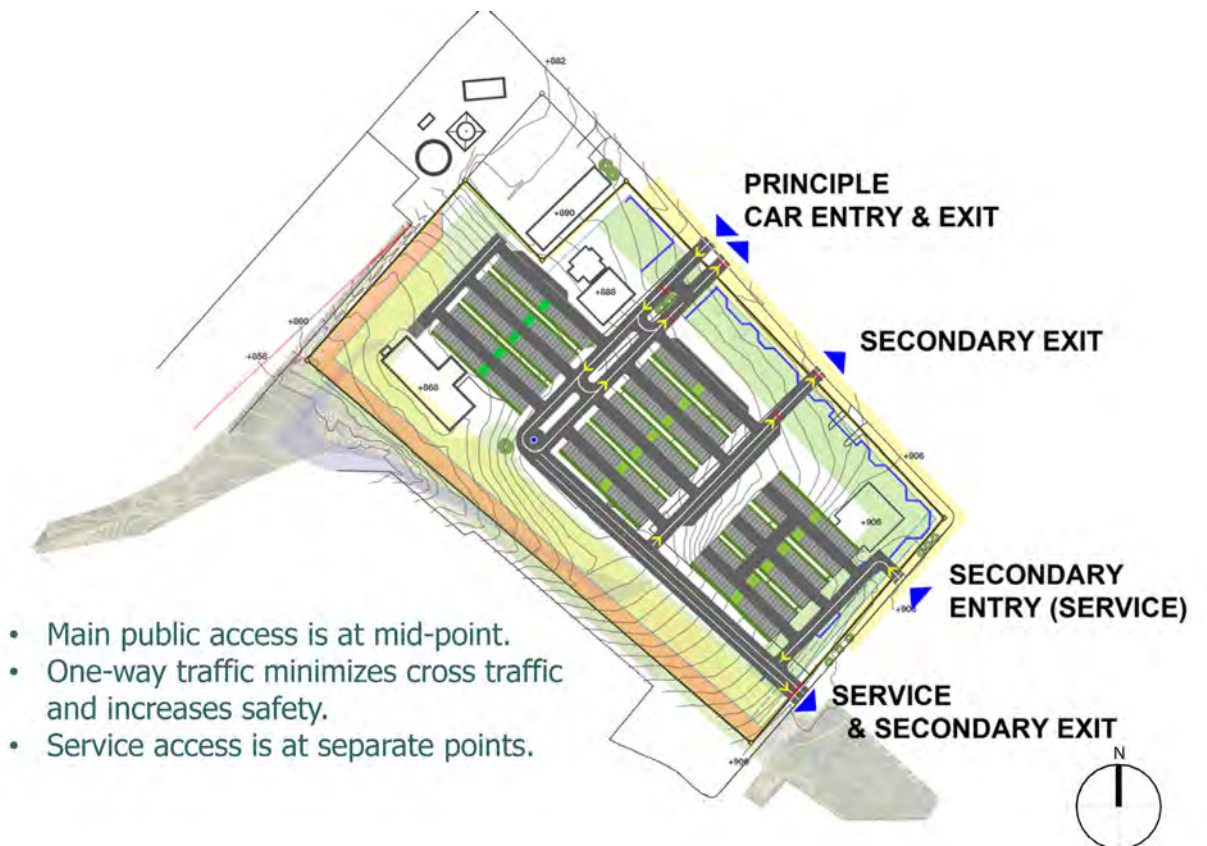 +882
PRINCIPLE
CAR ENTRY & EXIT
+890
+888
+860
+858
SECONDARY EXIT
+868
+906
+906
SECONDARY
ENTRY (SERVICE)
+906
• Main public access is at mid-point.
• One-way traffic minimizes cross traffic
and increases safety.
• Service access is at separate points.
SERVICE
& SECONDARY EXIT
+906
N